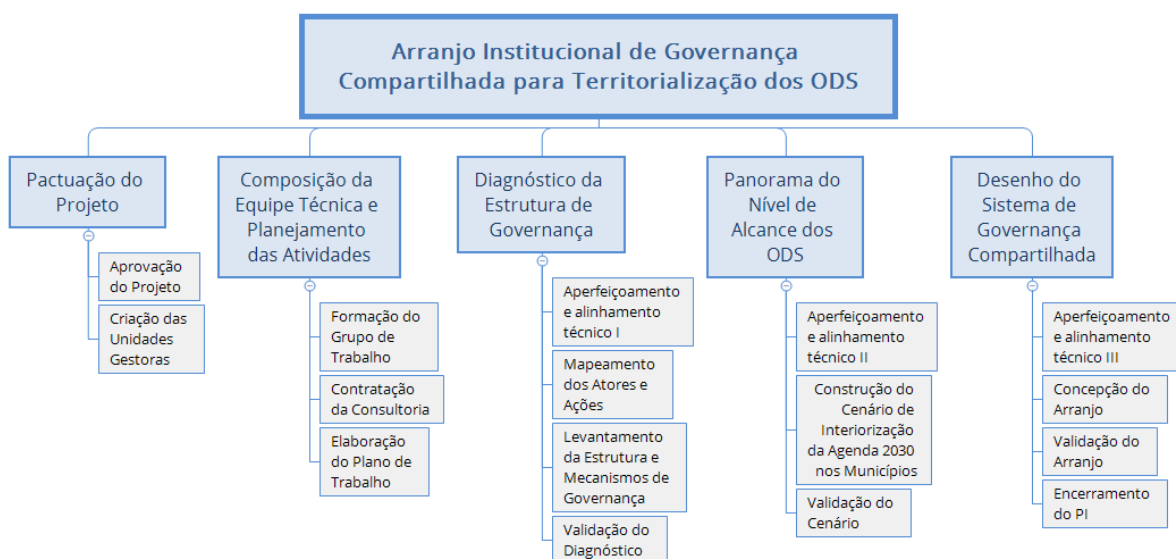 Arranjo Institucional de Governança
Compartilhada para Territorialização dos ODS
Pactuação do
Projeto
Aprovação
do Projeto
Criação das
Unidades
Gestoras
Composição da
Equipe Técnica e
Planejamento
das Atividades
Formação do
Grupo de
Trabalho
Contratação
da Consultoria
Elaboração
do Plano de
Trabalho
Diagnóstico da
Estrutura de
Governança
Aperfeiçoamento
e alinhamento
técnico I
Mapeamento
dos Atores e
Ações
Levantamento
da Estrutura e
Mecanismos de
Governança
Validação do
Diagnóstico
Panorama do
Nível de
Alcance dos
ODS
Aperfeiçoamento
e alinhamento
técnico II
Construção do
Cenário de
Interiorização
da Agenda 2030
nos Municípios
Validação do
Cenário
Desenho do
Sistema de
Governança
Compartilhada
Aperfeiçoamento
e alinhamento
técnico III
Concepção do
Arranjo
Validação do
Arranjo
Encerramento
do PI